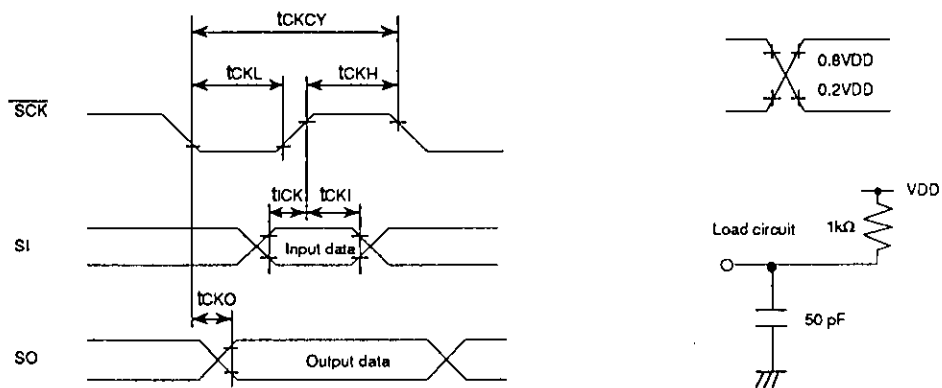 tCKCY
tCKL
tCKH
SCK
tICK
tCKI
SI
Input data
tCKO
SO
Output data
0.8VDD
0.2VDD
VDD
1kΩ
Load circuit
50 pF